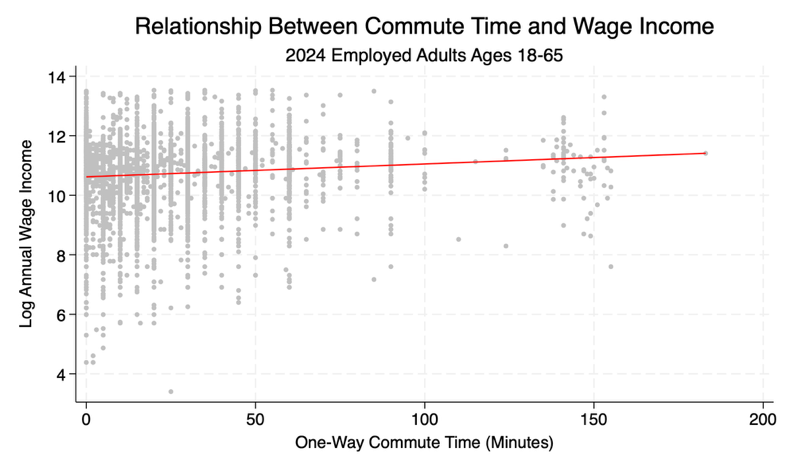 Relationship Between Commute Time and Wage Income
2024 Employed Adults Ages 18-65
14
12
10
8
6
4
Log Annual Wage Income
0
50
100
150
200
One-Way Commute Time (Minutes)